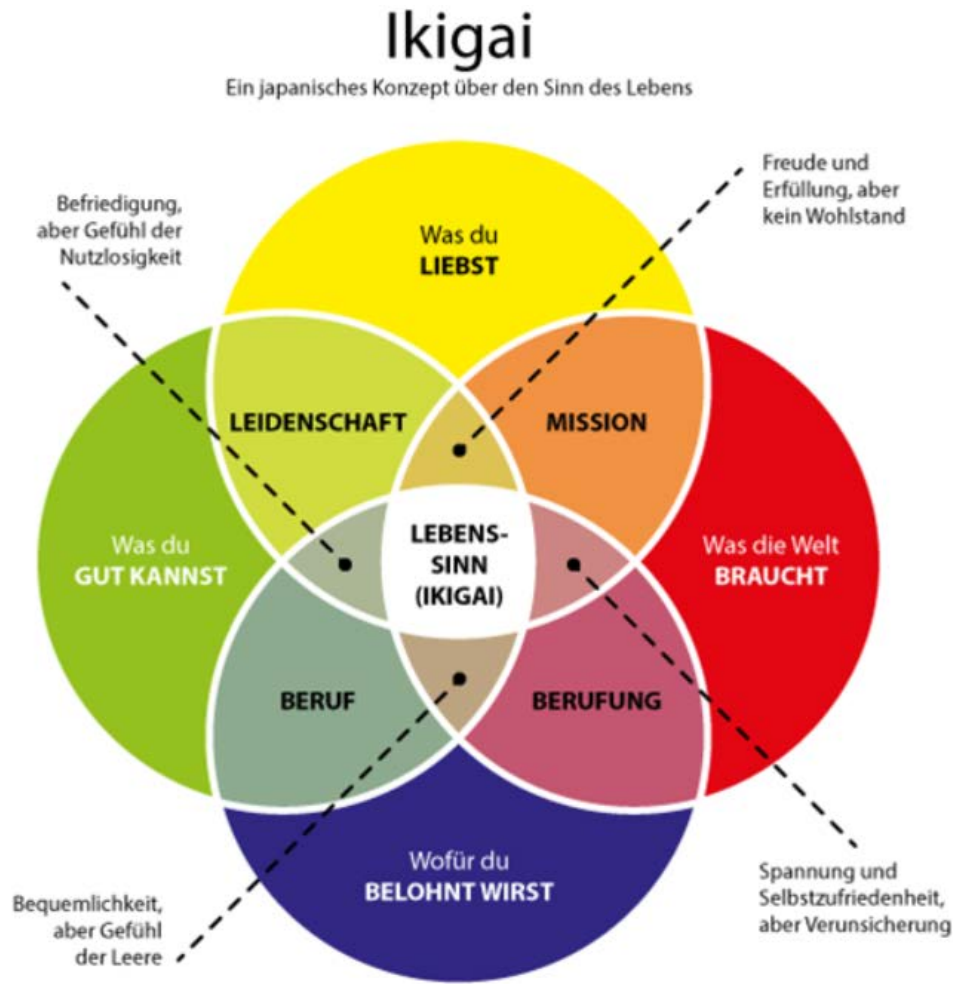 Ikigai
Ein japanisches Konzept über den Sinn des Lebens
Befriedigung,
aber Gefühl der
Nutzlosigkeit
Freude und
Erfüllung, aber
kein Wohlstand
Was du
LIEBST
LEIDENSCHAFT
MISSION
Was du
GUT KANNST
LEBENS-
SINN
(IKIGAI)
Was die Welt
BRAUCHT
BERUF
BERUFUNG
Wofür du
BELOHNT WIRST
Bequemlichkeit,
aber Gefühl
der Leere
Spannung und
Selbstzufriedenheit,
aber Verunsicherung